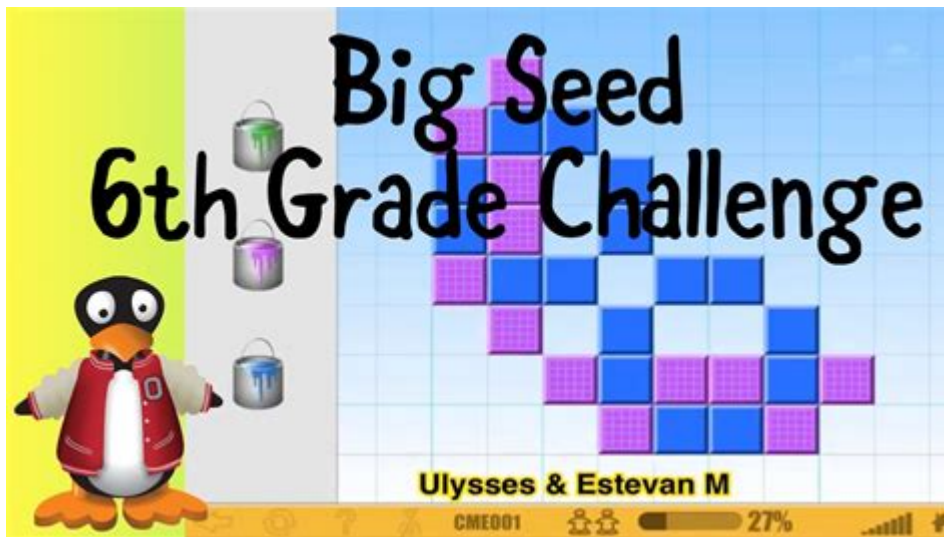 Big Seed
6th Grade Challenge
O
Ulysses & Estevan M
? CME001 27%